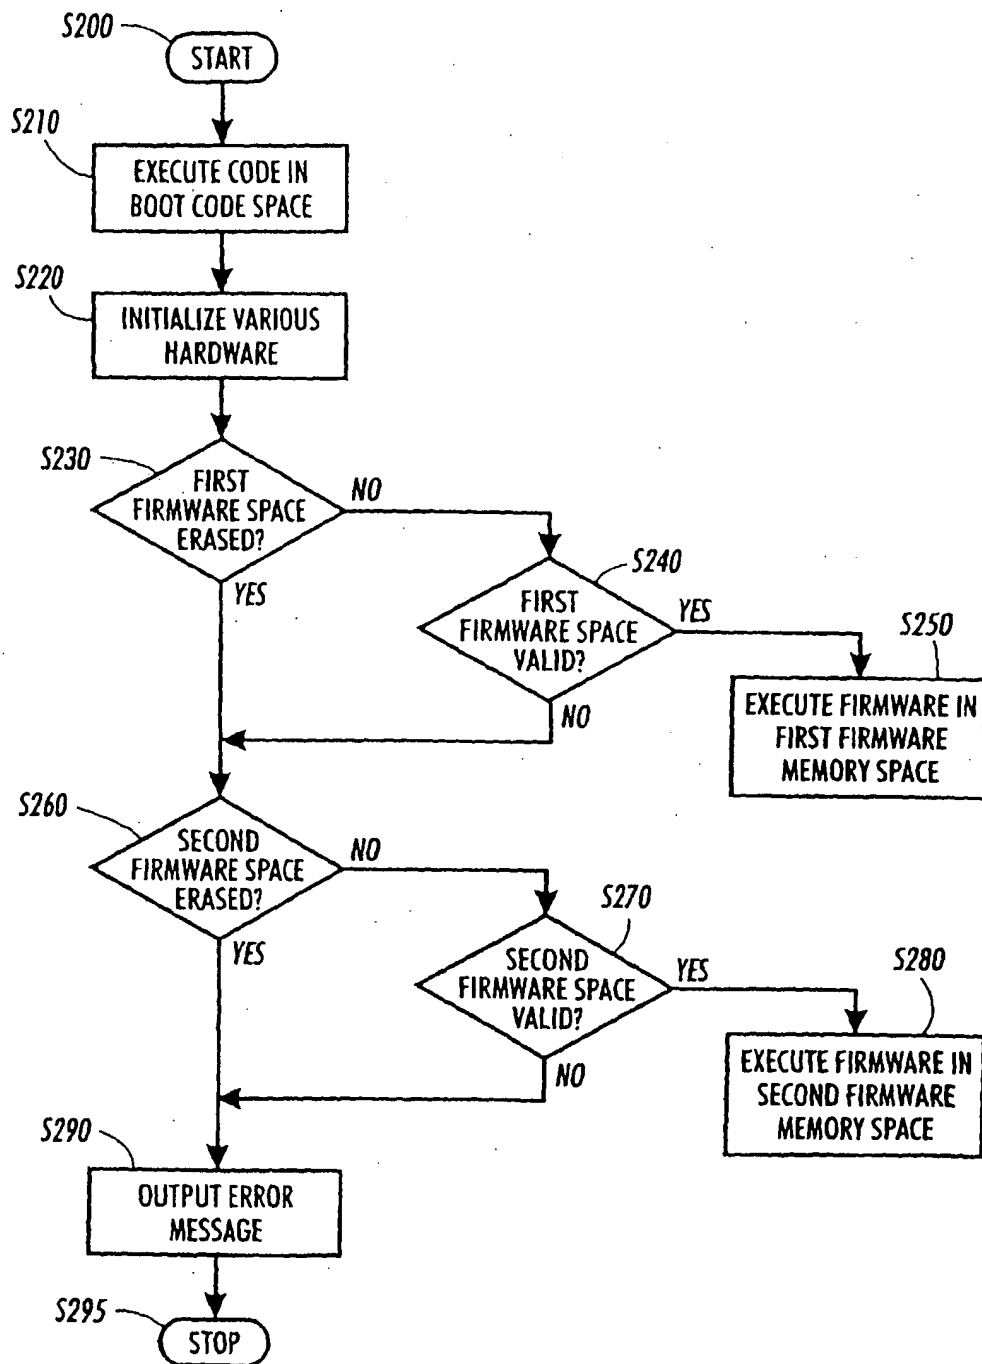 S200
START
S210
EXECUTE CODE IN
BOOT CODE SPACE
S220
INITIALIZE VARIOUS
HARDWARE
S230
FIRST
FIRMWARE SPACE
ERASED?
NO
YES
S240
FIRST
FIRMWARE SPACE
VALID?
YES
NO
S250
EXECUTE FIRMWARE IN
FIRST FIRMWARE
MEMORY SPACE
S260
SECOND
FIRMWARE SPACE
ERASED?
NO
YES
S270
SECOND
FIRMWARE SPACE
VALID?
YES
NO
S280
EXECUTE FIRMWARE IN
SECOND FIRMWARE
MEMORY SPACE
S290
OUTPUT ERROR
MESSAGE
S295
STOP